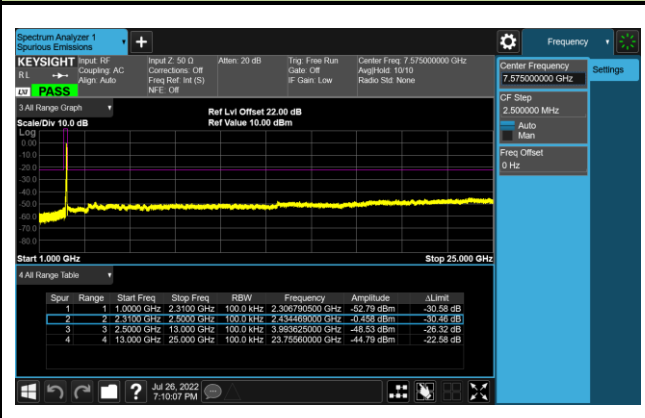 Spectrum Analyzer 1
Spurious Emissions
Frequency
KEYSIGHT
RL
LXI
PASS
Input: RF
Coupling: AC
Align: Auto
Input Z: 50 Ω
Corrections: Off
Freq Ref: Int (S)
NFE: Off
Atten: 20 dB
Trig: Free Run
Gate: Off
IF Gain: Low
Center Freq: 7.575000000 GHz
Avg|Hold: 10/10
Radio Std: None
Center Frequency
7.575000000 GHz
Settings
CF Step
2.500000 MHz
Auto
Man
Freq Offset
0 Hz
3 All Range Graph
Scale/Div 10.0 dB
Ref Lvl Offset 22.00 dB
Ref Value 10.00 dBm
Log
0.00
-10.0
-20.0
-30.0
-40.0
-50.0
-60.0
-70.0
-80.0
Start 1.000 GHz
Stop 25.000 GHz
4 All Range Table
Spur Range Start Freq Stop Freq RBW Frequency Amplitude ΔLimit
1 1 1.0000 GHz 2.3100 GHz 100.0 kHz 2.306790500 GHz -52.79 dBm -30.58 dB
2 2 2.3100 GHz 2.5000 GHz 100.0 kHz 2.434469000 GHz -0.458 dBm -30.46 dB
3 3 2.5000 GHz 13.000 GHz 100.0 kHz 3.993625000 GHz -48.53 dBm -26.32 dB
4 4 13.000 GHz 25.000 GHz 100.0 kHz 23.75560000 GHz -44.79 dBm -22.58 dB
?
Jul 26, 2022
7:10:07 PM